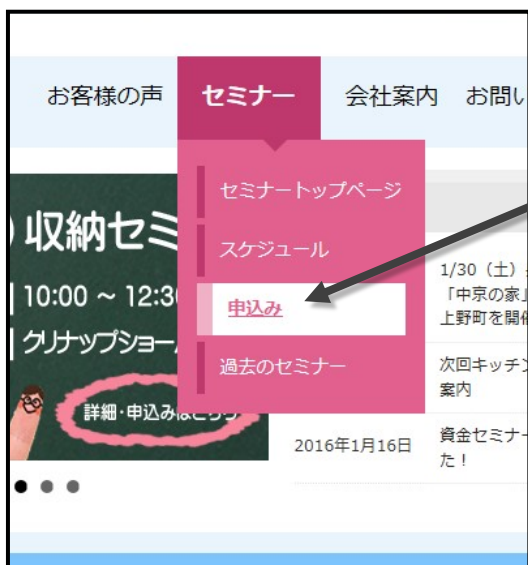 お客様の声 セミナー 会社案内 お問い
セミナートップページ
スケジュール
申込み
過去のセミナー
収納セミ
10:00 ~ 12:3
クリナップショー
詳細・申込みは
1/30(土)
「中京の家」
上野町を開催
次回キッチン
案内
2016年1月16日 資金セミナー
た!